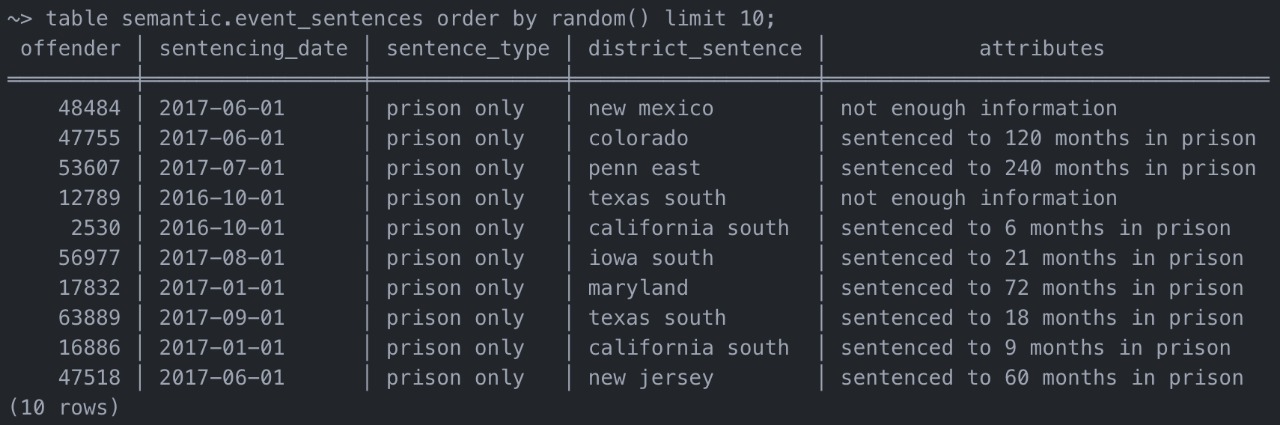 ~> table semantic.event_sentences order by random() limit 10;
offender │ sentencing_date │ sentence_type │ district_sentence │ attributes
48484 │ 2017-06-01 │ prison only │ new mexico │ not enough information
47755 │ 2017-06-01 │ prison only │ colorado │ sentenced to 120 months in prison
53607 │ 2017-07-01 │ prison only │ penn east │ sentenced to 240 months in prison
12789 │ 2016-10-01 │ prison only │ texas south │ not enough information
2530 │ 2016-10-01 │ prison only │ california south │ sentenced to 6 months in prison
56977 │ 2017-08-01 │ prison only │ iowa south │ sentenced to 21 months in prison
17832 │ 2017-01-01 │ prison only │ maryland │ sentenced to 72 months in prison
63889 │ 2017-09-01 │ prison only │ texas south │ sentenced to 18 months in prison
16886 │ 2017-01-01 │ prison only │ california south │ sentenced to 9 months in prison
47518 │ 2017-06-01 │ prison only │ new jersey │ sentenced to 60 months in prison
(10 rows)